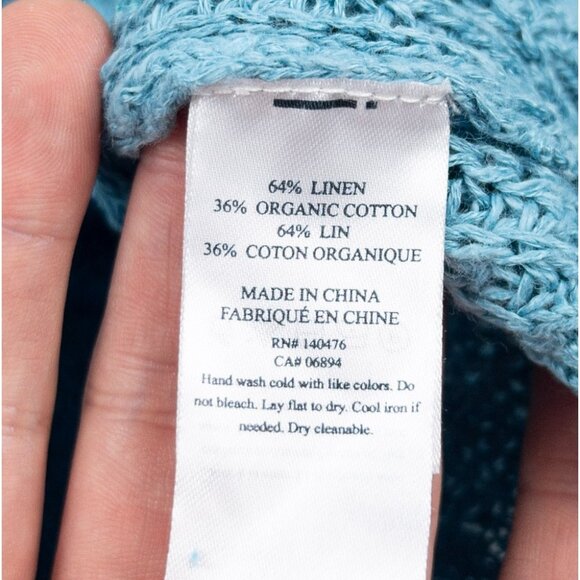 64% LINEN
36% ORGANIC COTTON
64% LIN
36% COTON ORGANIQUE
MADE IN CHINA
FABRIQUÉ EN CHINE
RN# 140476
CA# 06894
Hand wash cold with like colors. Do
not bleach. Lay flat to dry. Cool iron if
needed. Dry cleanable.